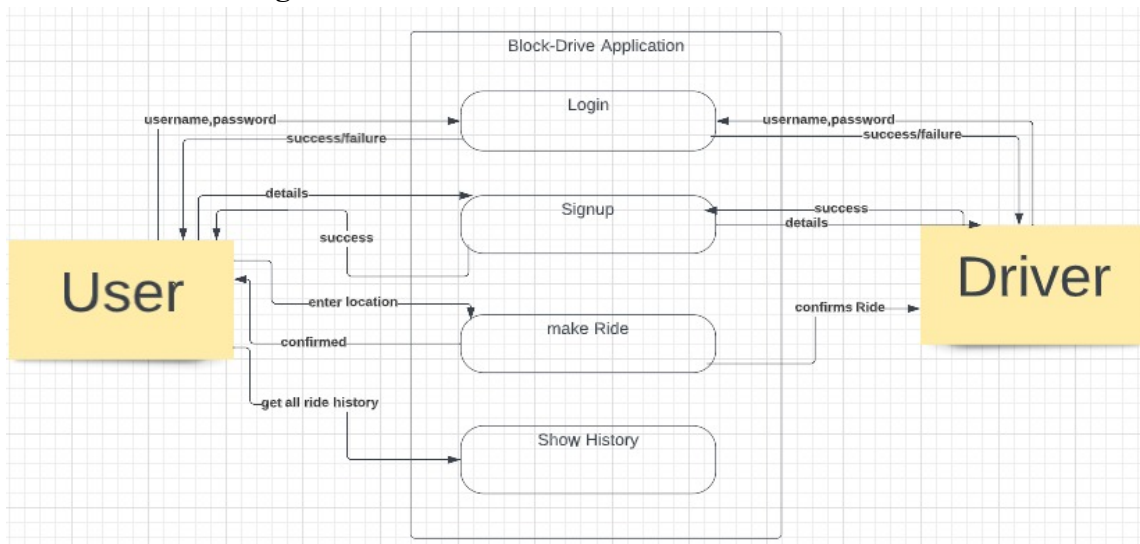 Block-Drive Application
Login
username,password
username,password
success/failure
success/failure
details
Signup
success
details
success
User
Driver
enter location
make Ride
confirms Ride
confirmed
get all ride history
Show History